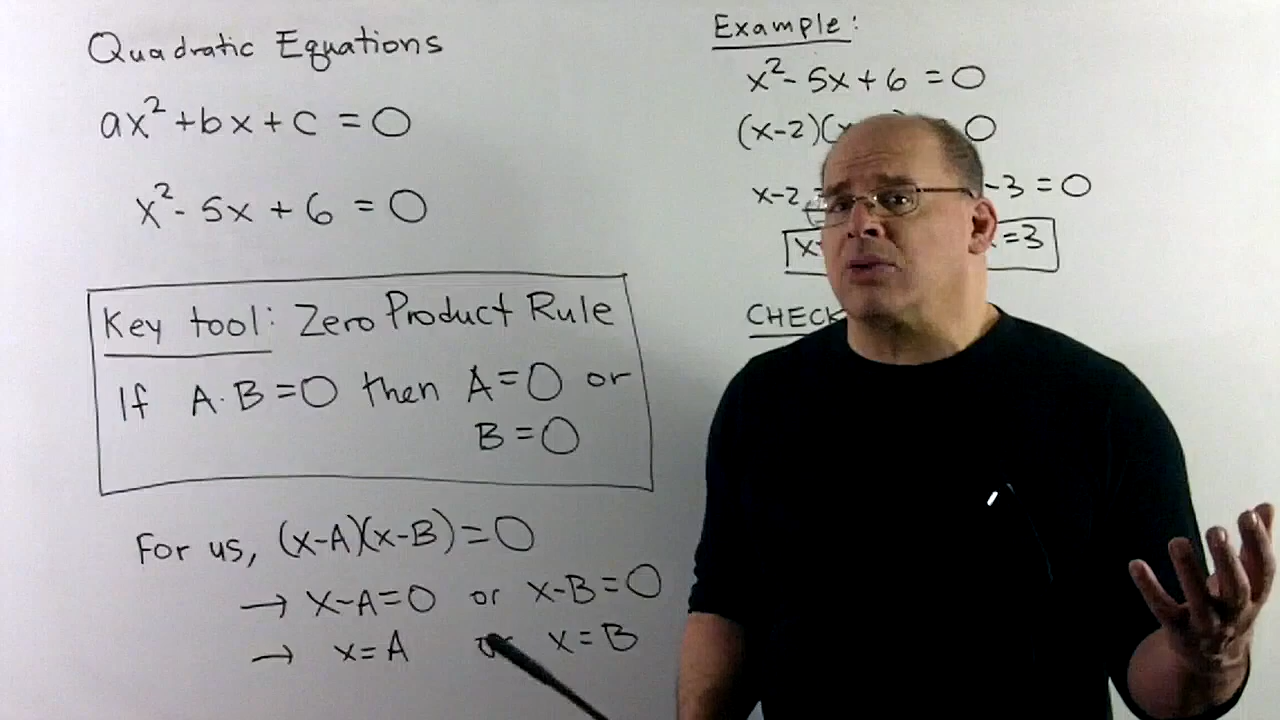 Quadratic Equations
ax²+bx+c=0
x²-5x+6=0
Key tool: Zero Product Rule
If A·B=0 then A=0 or
B=0
For us, (x-A)(x-B)=0
→ x-A=0 or x-B=0
→ x=A or x=B
Example:
x²-5x+6=0
(x-2)(x 0
x-2 -3=0
x =3
CHECK